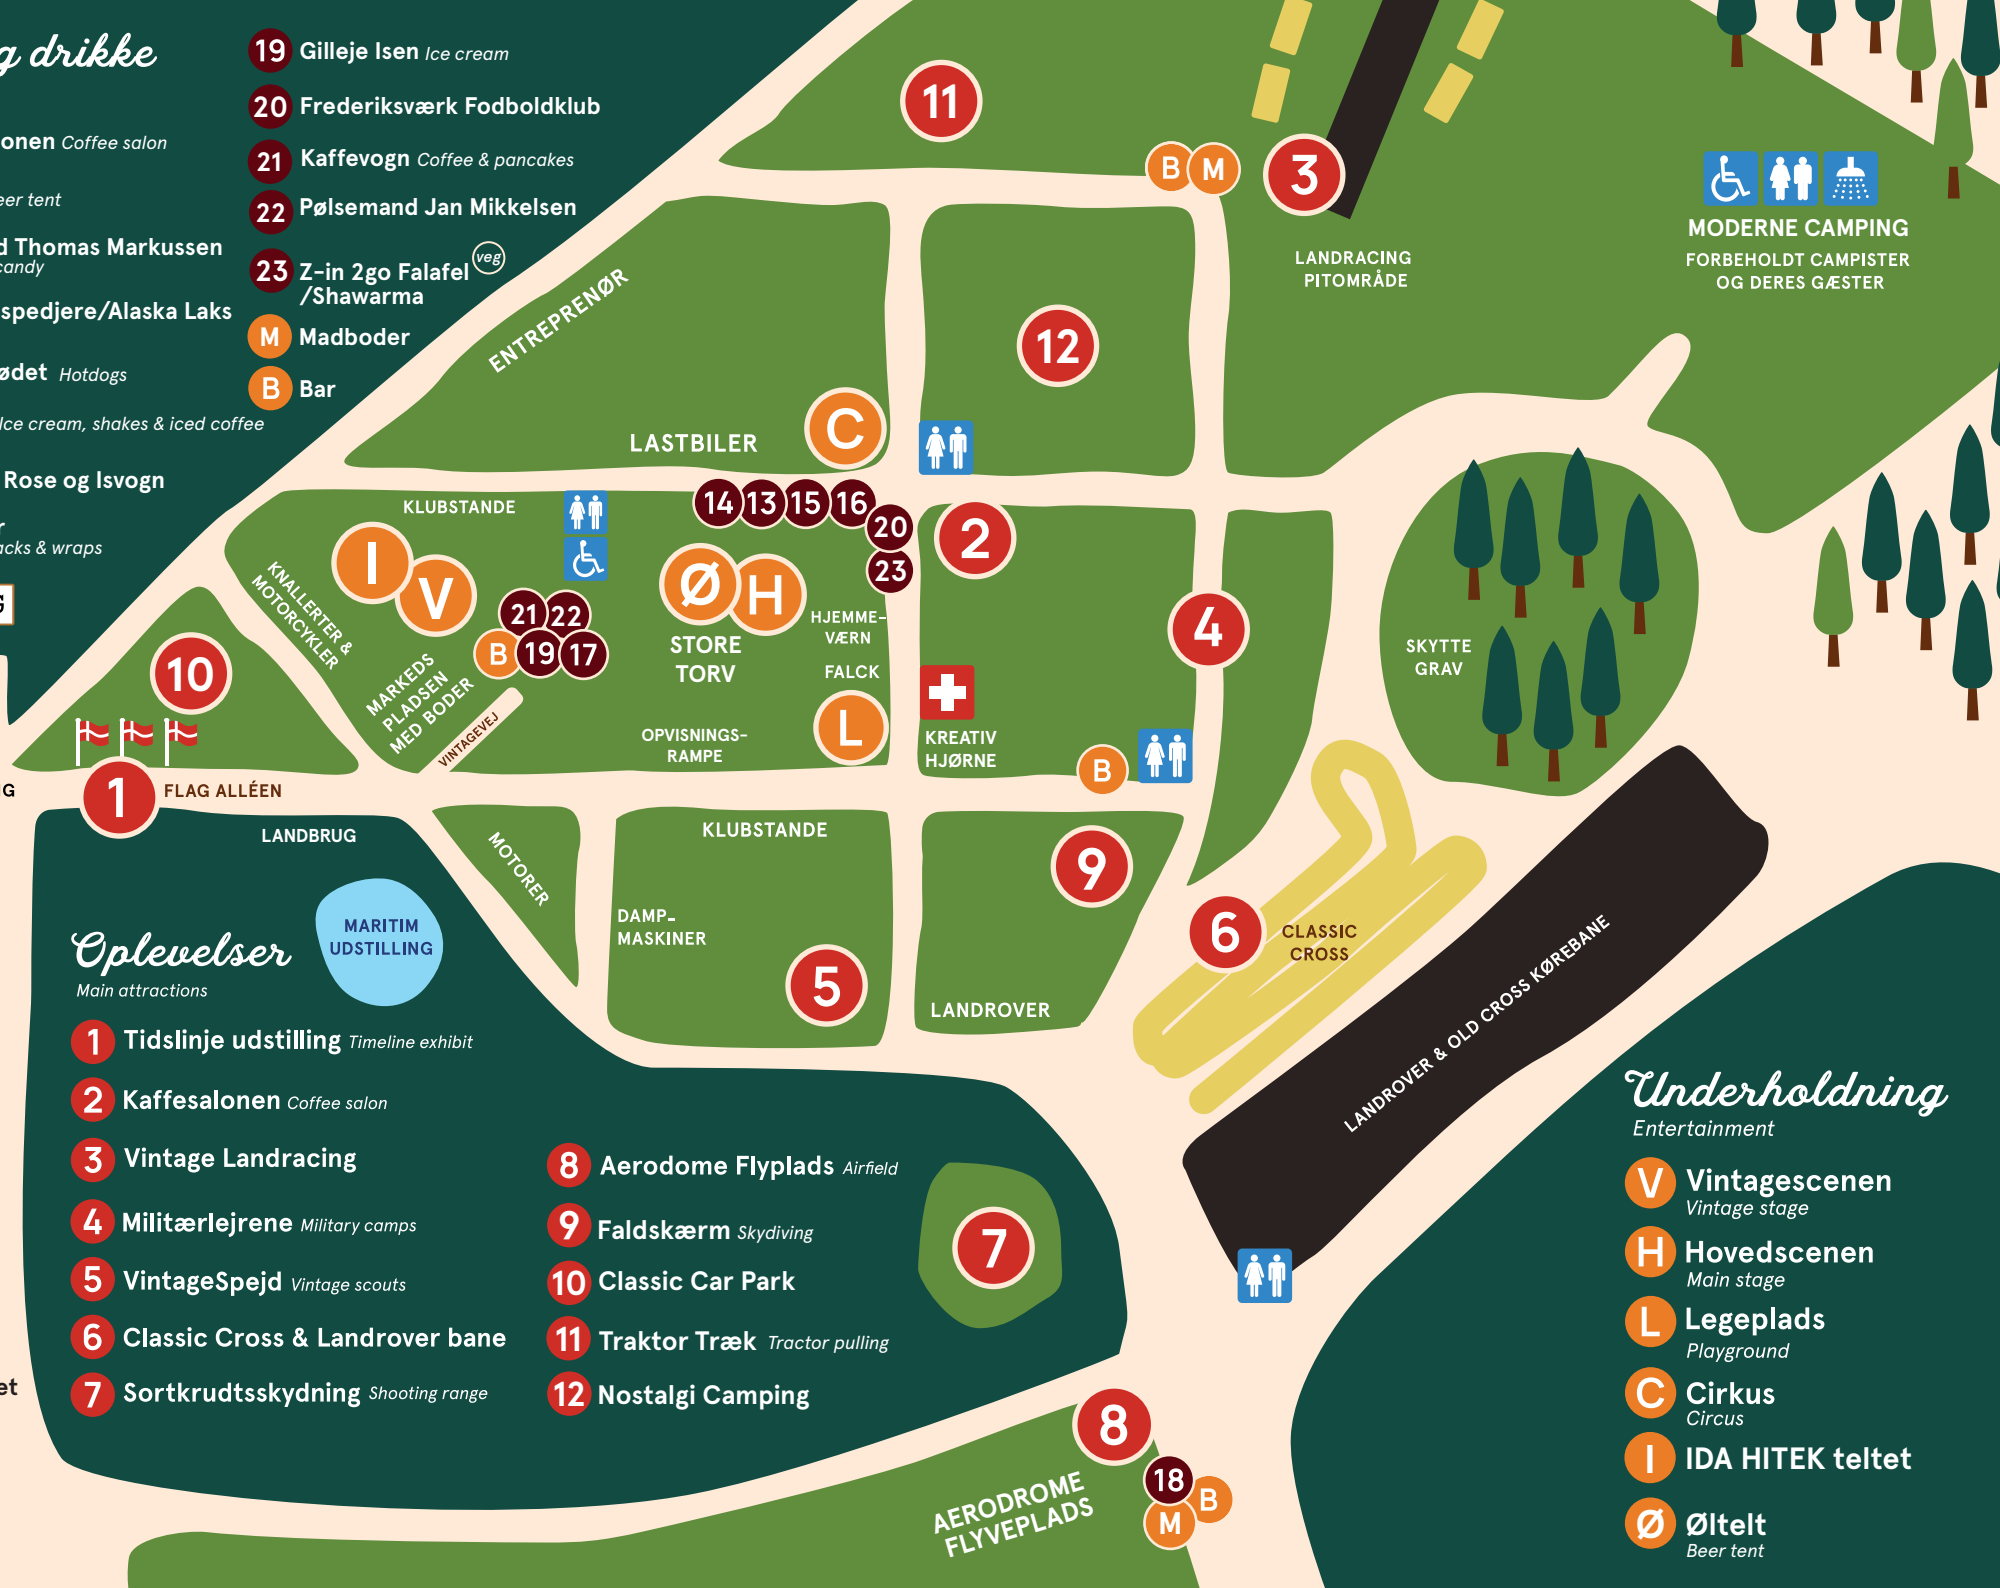 g drikke
onen Coffee salon
eer tent
d Thomas Markussen
candy
spedjere/Alaska Laks
ødet Hotdogs
Ice cream, shakes & iced coffee
Rose og Isvogn
r
acks & wraps
G
19 Gilleje Isen Ice cream
20 Frederiksværk Fodboldklub
21 Kaffevogn Coffee & pancakes
22 Pølsemand Jan Mikkelsen
23 Z-in 2go Falafel veg
/Shawarma
M Madboder
B Bar
11
B M
3
LANDRACING
PITOMRÅDE
MODERNE CAMPING
FORBEHOLDT CAMPISTER
OG DERES GÆSTER
ENTREPRENØR
12
LASTBILER
C
KLUBSTANDE
14 13 15 16
20
23
2
I
V
KNALLERTER &
MOTORCYKLER
21 22
B 19 17
Ø H
STORE
TORV
HJEMME-
VÆRN
FALCK
L
4
SKYTTE
GRAV
10
MARKEDS
PLADSEN
MED BODER
VINTAGEVEJ
OPVISNINGS-
RAMPE
KREATIV
HJØRNE
B
G
1
FLAG ALLÉEN
LANDBRUG
MOTORER
KLUBSTANDE
DAMP-
MASKINER
5
9
LANDROVER
6
CLASSIC
CROSS
LANDROVER & OLD CROSS KØREBANE
MARITIM
UDSTILLING
Oplevelser
Main attractions
1 Tidslinje udstilling Timeline exhibit
2 Kaffesalonen Coffee salon
3 Vintage Landracing
4 Militærlejrene Military camps
5 VintageSpejd Vintage scouts
6 Classic Cross & Landrover bane
7 Sortkrudtsskydning Shooting range
8 Aerodome Flyplads Airfield
9 Faldskærm Skydiving
10 Classic Car Park
11 Traktor Træk Tractor pulling
12 Nostalgi Camping
7
et
8
18
B
M
AERODROME
FLYVEPLADS
Underholdning
Entertainment
V Vintagescenen
Vintage stage
H Hovedscenen
Main stage
L Legeplads
Playground
C Cirkus
Circus
I IDA HITEK teltet
Ø Øltelt
Beer tent